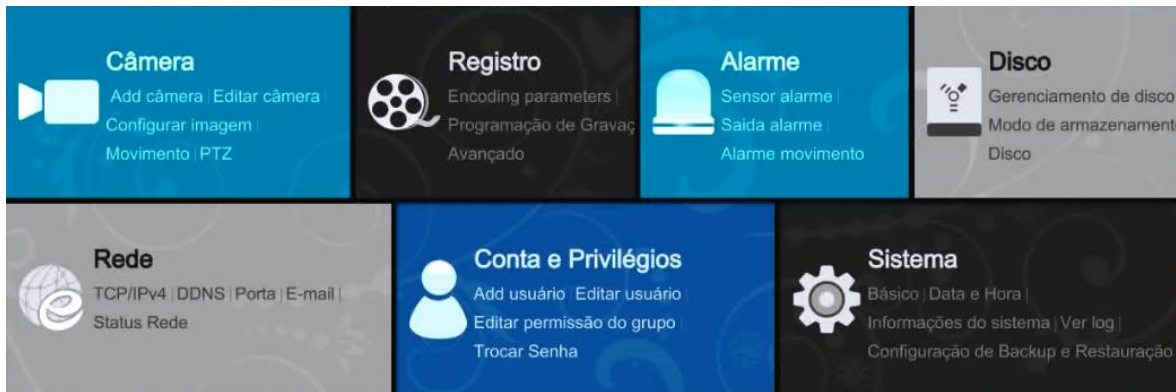 Câmera
Add câmera | Editar câmera |
Configurar imagem |
Movimento | PTZ
Registro
Encoding parameters |
Programação de Gravaç
Avançado
Alarme
Sensor alarme |
Saida alarme |
Alarme movimento
Disco
Gerenciamento de disco
Modo de armazenament
Disco
Rede
TCP/IPv4 | DDNS | Porta | E-mail |
Status Rede
Conta e Privilégios
Add usuário | Editar usuário
Editar permissão do grupo |
Trocar Senha
Sistema
Básico | Data e Hora |
Informações do sistema | Ver log |
Configuração de Backup e Restauração